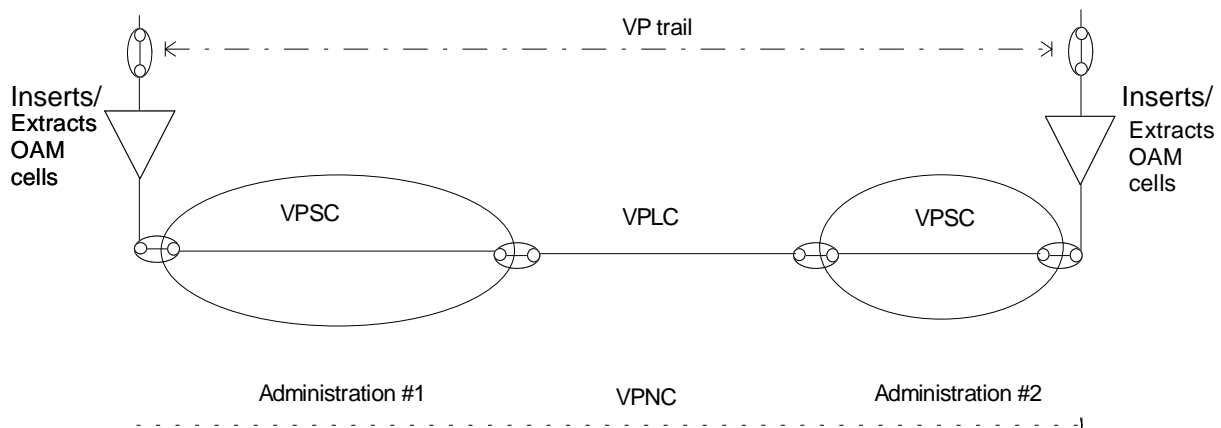 VP trail
Inserts/
Extracts
OAM
cells
Inserts/
Extracts
OAM
cells
VPSC
VPLC
VPSC
Administration #1
VPNC
Administration #2